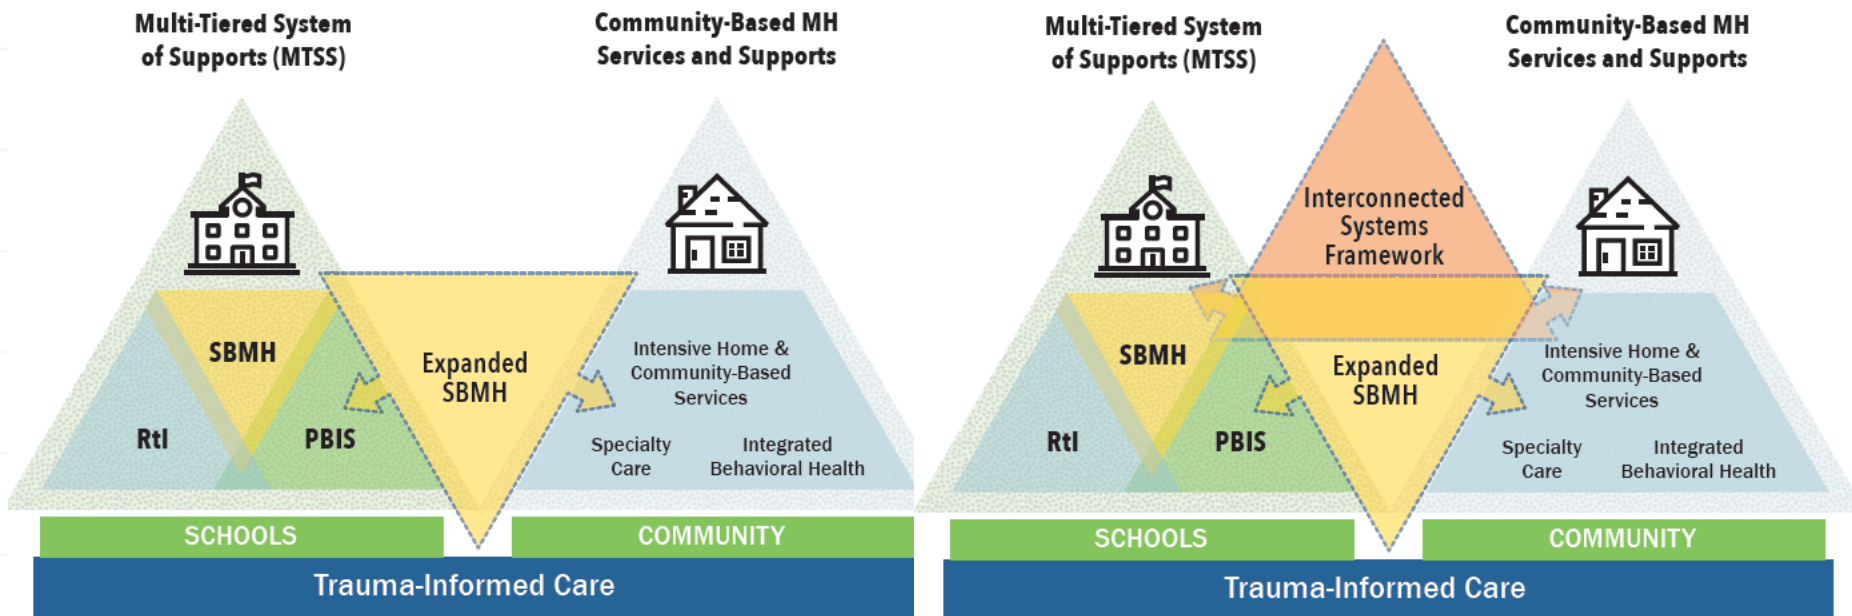 Multi-Tiered System
of Supports (MTSS)
Community-Based MH
Services and Supports
SBMH
RtI
PBIS
Expanded
SBMH
Intensive Home &
Community-Based
Services
Specialty
Care
Integrated
Behavioral Health
SCHOOLS
COMMUNITY
Trauma-Informed Care
Multi-Tiered System
of Supports (MTSS)
Community-Based MH
Services and Supports
Interconnected
Systems
Framework
SBMH
RtI
PBIS
Expanded
SBMH
Intensive Home &
Community-Based
Services
Specialty
Care
Integrated
Behavioral Health
SCHOOLS
COMMUNITY
Trauma-Informed Care